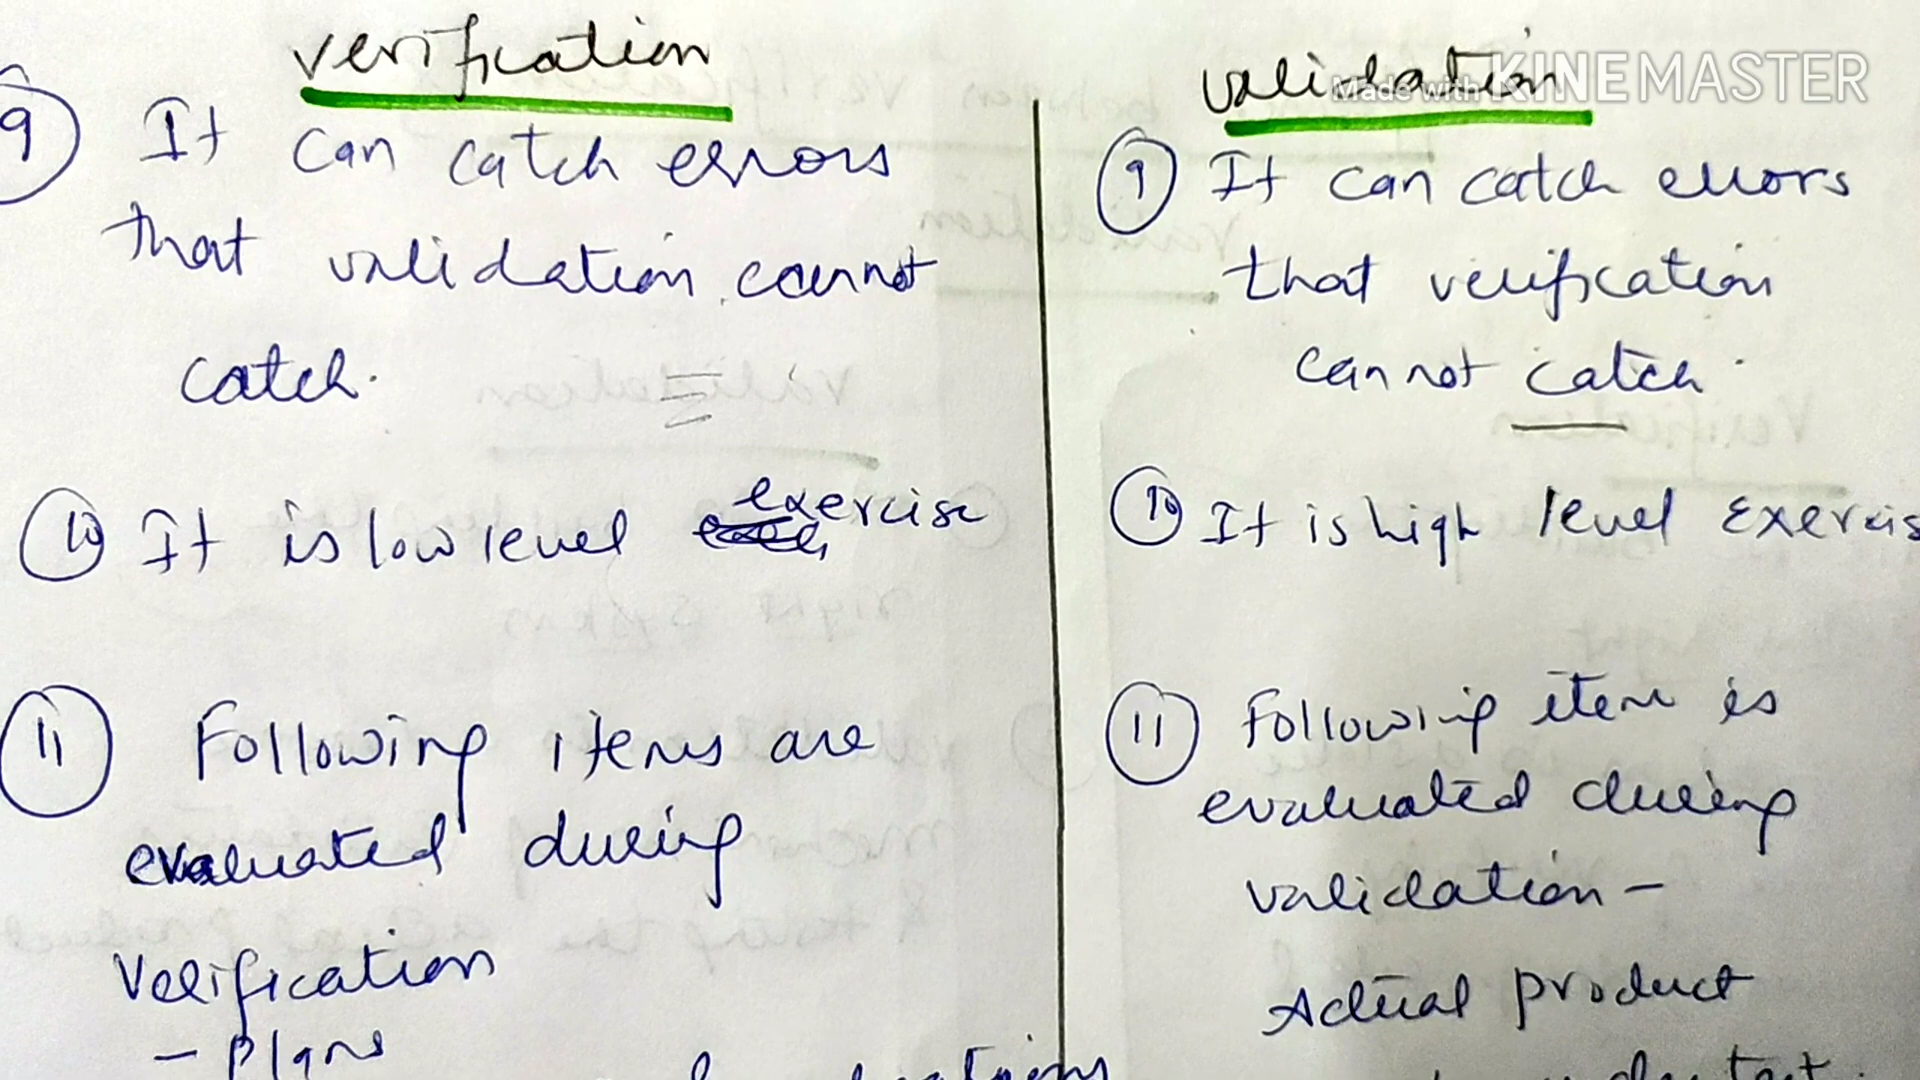 verification
9 It can catch errors
that validation cannot
catch.
10 It is low level exercise
11 Following items are
evaluated during
Verification
- Plans
validation
Made with KINEMASTER
9 It can catch errors
that verification
cannot catch.
10 It is high level Exercis
11 Following item is
evaluated during
validation -
Actual product